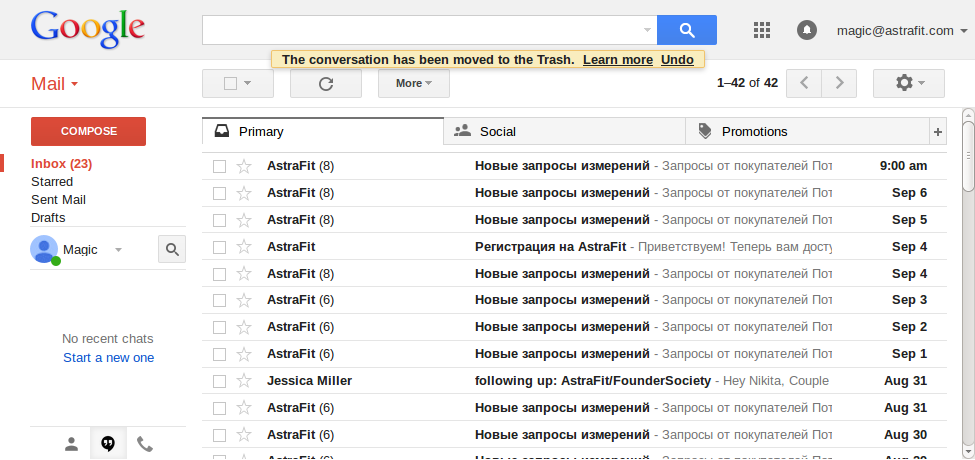 Google
magic@astrafit.com
The conversation has been moved to the Trash. Learn more Undo
Mail
More
1–42 of 42
COMPOSE
Primary
Social
Promotions
+
Inbox (23)
Starred
Sent Mail
Drafts
Magic
No recent chats
Start a new one
AstraFit (8) Новые запросы измерений - Запросы от покупателей Пот 9:00 am
AstraFit (8) Новые запросы измерений - Запросы от покупателей Пот Sep 6
AstraFit (8) Новые запросы измерений - Запросы от покупателей Пот Sep 5
AstraFit Регистрация на AstraFit - Приветствуем! Теперь вам досту Sep 4
AstraFit (8) Новые запросы измерений - Запросы от покупателей Пот Sep 4
AstraFit (6) Новые запросы измерений - Запросы от покупателей Пот Sep 3
AstraFit (6) Новые запросы измерений - Запросы от покупателей Пот Sep 2
AstraFit (6) Новые запросы измерений - Запросы от покупателей Пот Sep 1
Jessica Miller following up: AstraFit/FounderSociety - Hey Nikita, Couple Aug 31
AstraFit (6) Новые запросы измерений - Запросы от покупателей Пот Aug 31
AstraFit (6) Новые запросы измерений - Запросы от покупателей Пот Aug 30